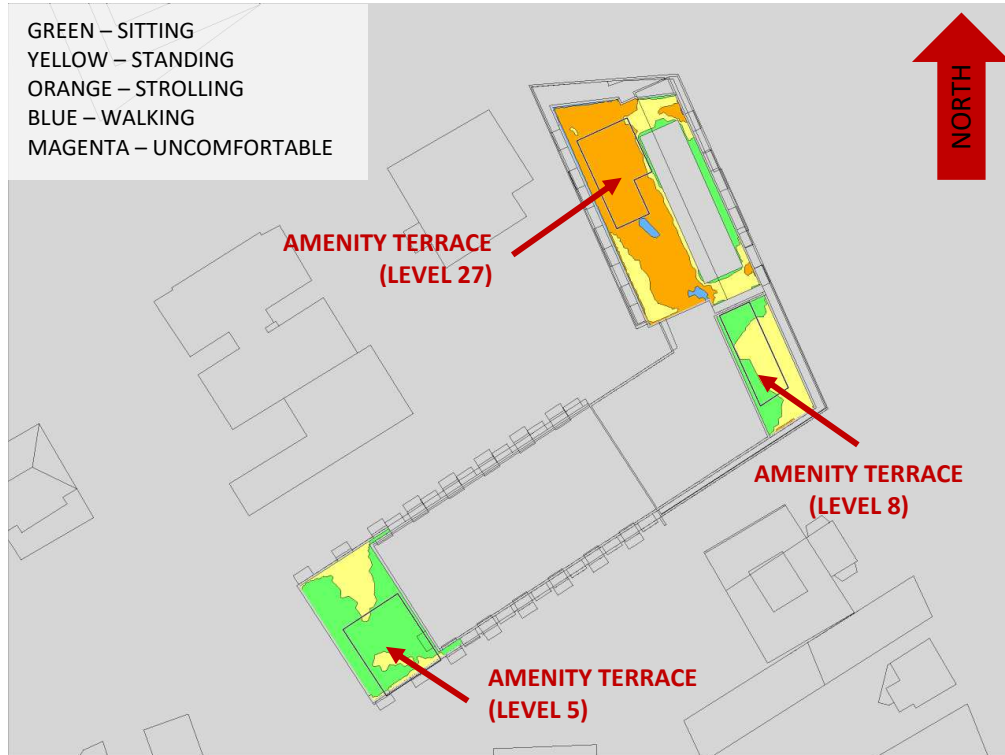 GREEN – SITTING
YELLOW – STANDING
ORANGE – STROLLING
BLUE – WALKING
MAGENTA – UNCOMFORTABLE
NORTH
AMENITY TERRACE
(LEVEL 27)
AMENITY TERRACE
(LEVEL 8)
AMENITY TERRACE
(LEVEL 5)